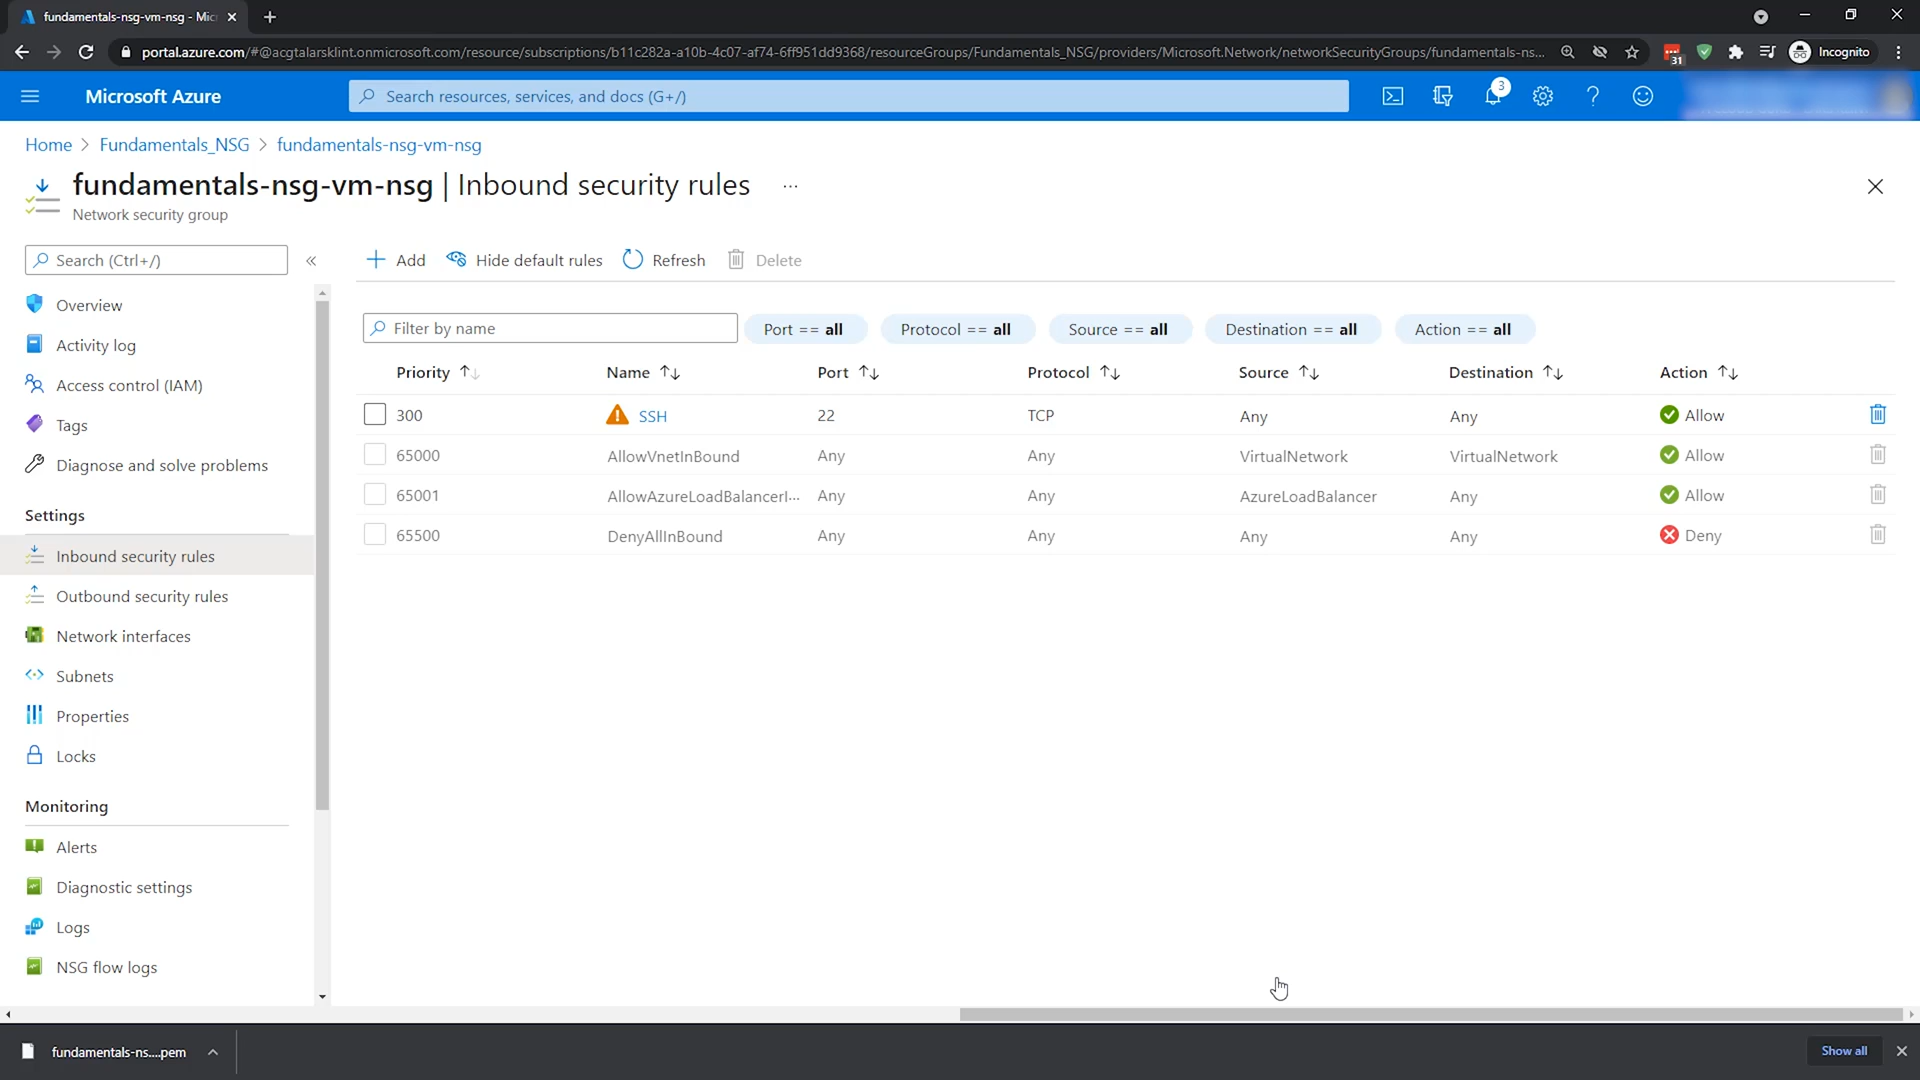 fundamentals-nsg-vm-nsg - Mic
portal.azure.com/#@acgtalarsklint.onmicrosoft.com/resource/subscriptions/b11c282a-a10b-4c07-af74-6ff951dd9368/resourceGroups/Fundamentals_NSG/providers/Microsoft.Network/networkSecurityGroups/fundamentals-ns...
31
Incognito
Microsoft Azure
Search resources, services, and docs (G+/)
3
Home > Fundamentals_NSG > fundamentals-nsg-vm-nsg
fundamentals-nsg-vm-nsg | Inbound security rules ...
Network security group
Search (Ctrl+/)
«
Add
Hide default rules
Refresh
Delete
Overview
Activity log
Access control (IAM)
Tags
Diagnose and solve problems
Settings
Inbound security rules
Outbound security rules
Network interfaces
Subnets
Properties
Locks
Monitoring
Alerts
Diagnostic settings
Logs
NSG flow logs
Filter by name
Port == all
Protocol == all
Source == all
Destination == all
Action == all
Priority ↑↓ Name ↑↓ Port ↑↓ Protocol ↑↓ Source ↑↓ Destination ↑↓ Action ↑↓
300 SSH 22 TCP Any Any Allow
65000 AllowVnetInBound Any Any VirtualNetwork VirtualNetwork Allow
65001 AllowAzureLoadBalancerI... Any Any AzureLoadBalancer Any Allow
65500 DenyAllInBound Any Any Any Any Deny
fundamentals-ns....pem
Show all